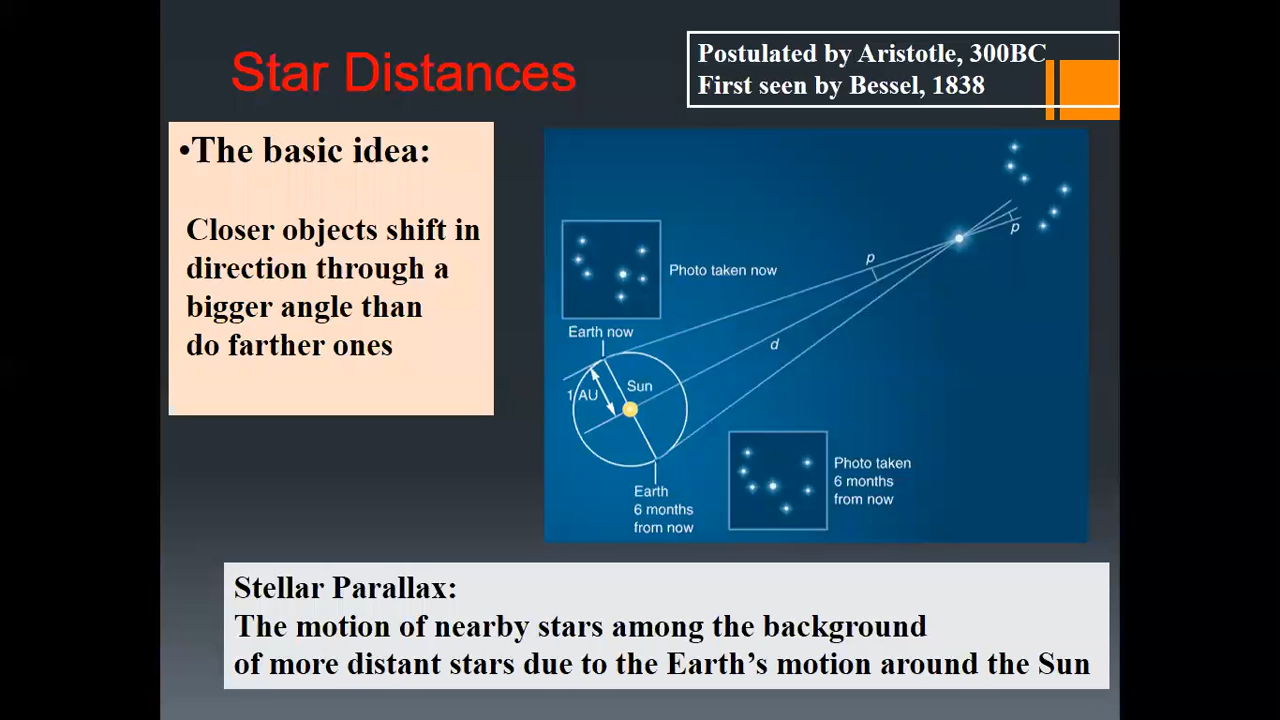 Star Distances
Postulated by Aristotle, 300BC
First seen by Bessel, 1838
•The basic idea:
Closer objects shift in
direction through a
bigger angle than
do farther ones
p
p
Photo taken now
Earth now
d
Sun
1 AU
Photo taken
6 months
from now
Earth
6 months
from now
Stellar Parallax:
The motion of nearby stars among the background
of more distant stars due to the Earth’s motion around the Sun